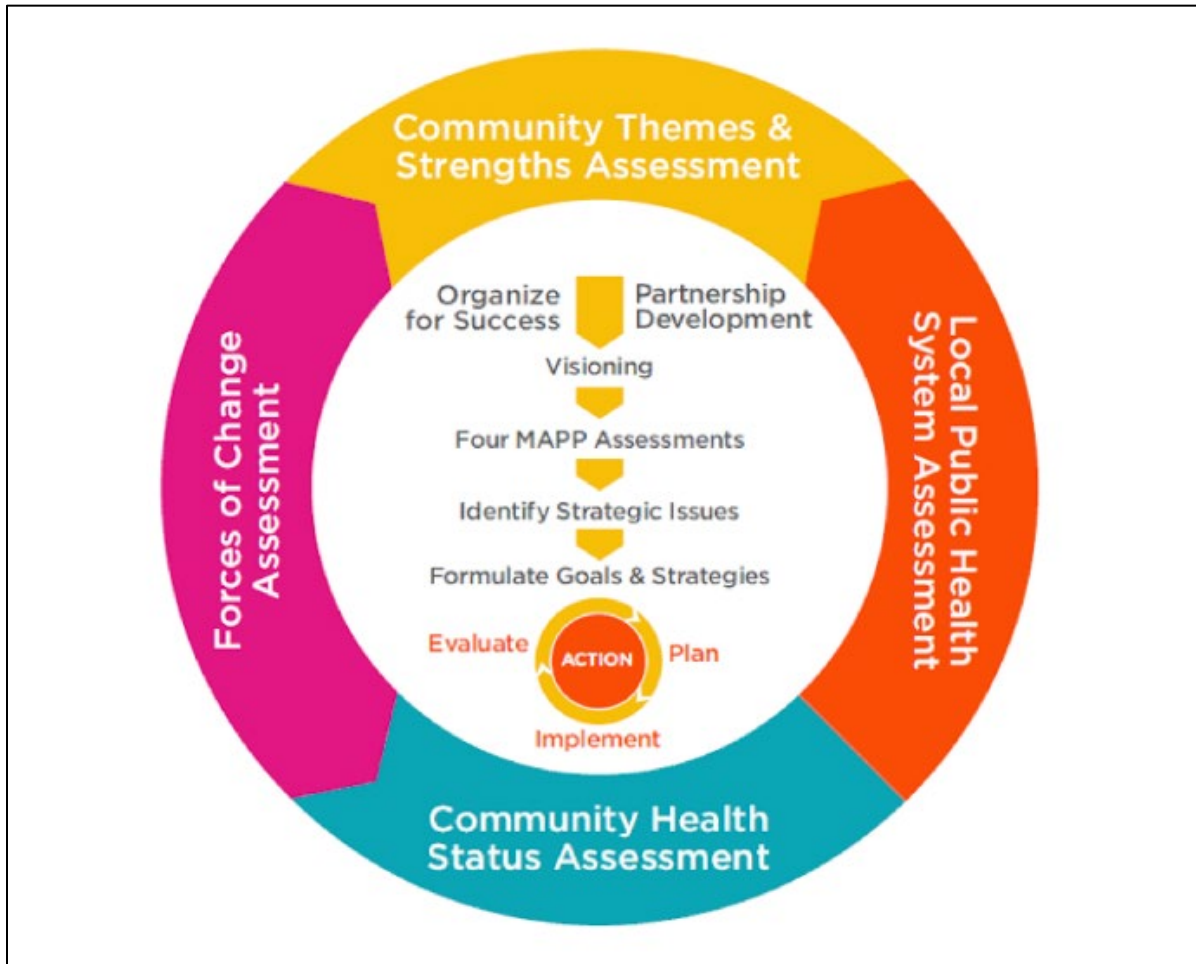 Community Themes &
Strengths Assessment
Organize
for Success
Partnership
Development
Visioning
Four MAPP Assessments
Identify Strategic Issues
Formulate Goals & Strategies
Evaluate
ACTION
Plan
Implement
Forces of Change
Assessment
Local Public Health
System Assessment
Community Health
Status Assessment